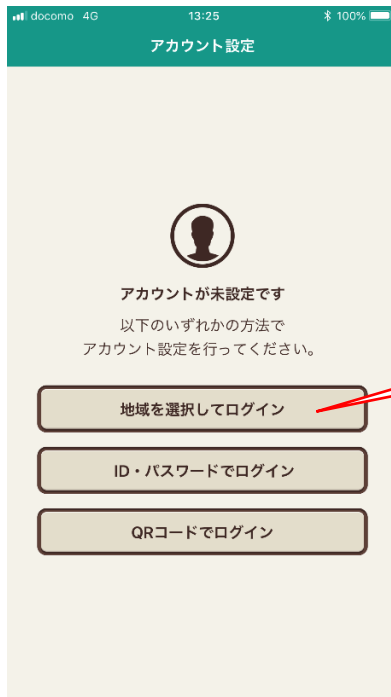 docomo 4G 13:25 100%
アカウント設定
アカウントが未設定です
以下のいずれかの方法で
アカウント設定を行ってください。
地域を選択してログイン
ID・パスワードでログイン
QRコードでログイン